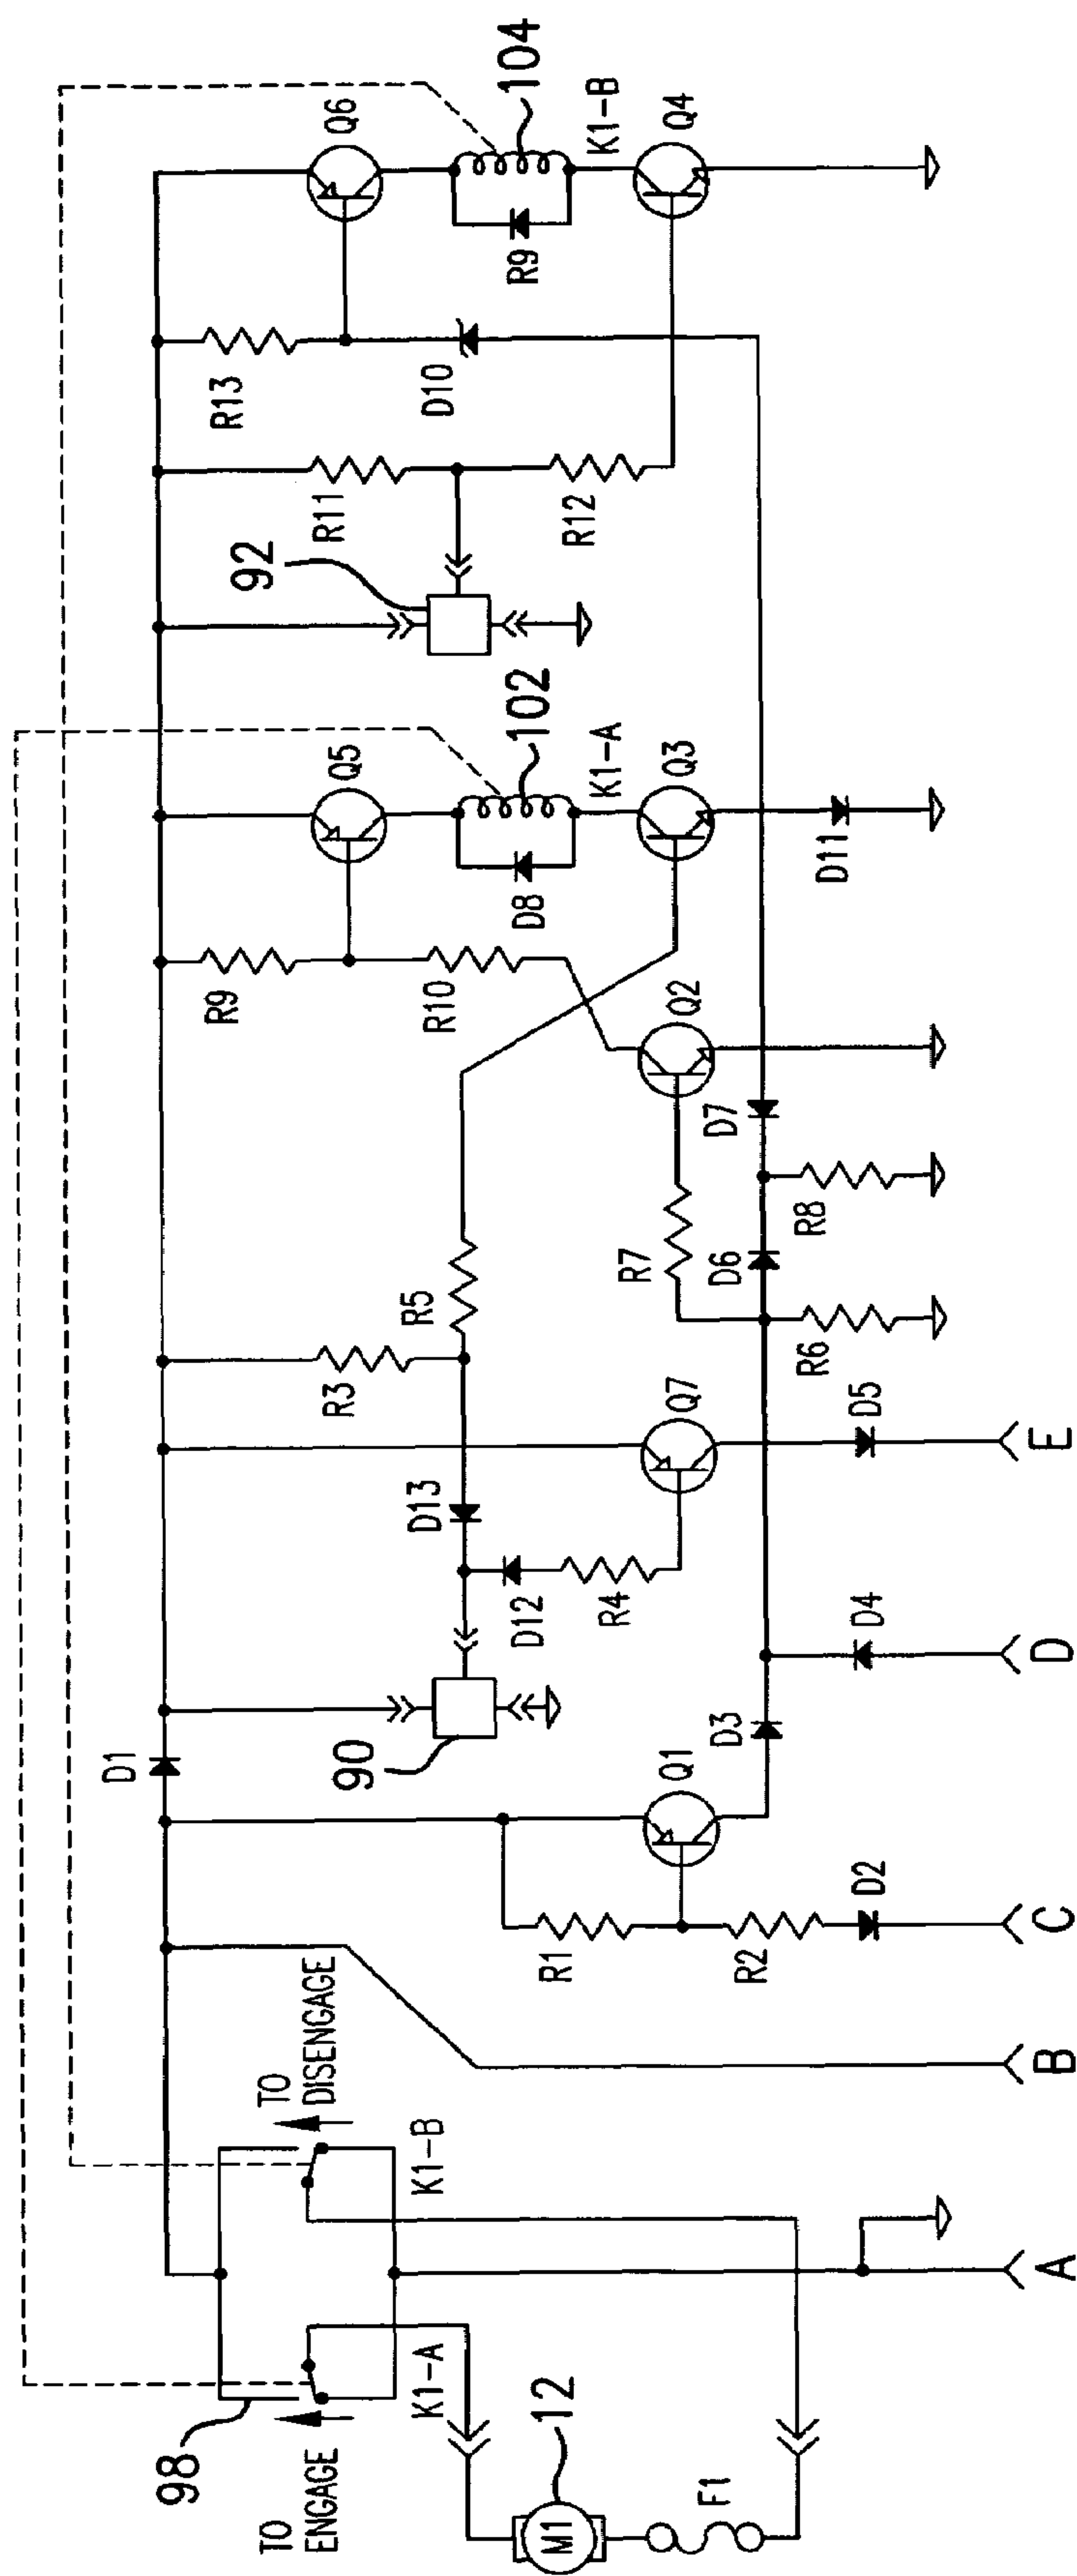 104
Q6
K1-B
Q4
R9
R13
D10
R11
R12
92
102
Q5
K1-A
Q3
D8
D11
R9
R10
Q2
D7
R8
R7
D6
R5
R6
R3
Q7
D5
E
D13
D12
R4
D4
D
D1
90
D3
Q1
D2
R1
R2
C
B
TO
DISENGAGE
K1-B
A
K1-A
98
TO
ENGAGE
12
M1
F1